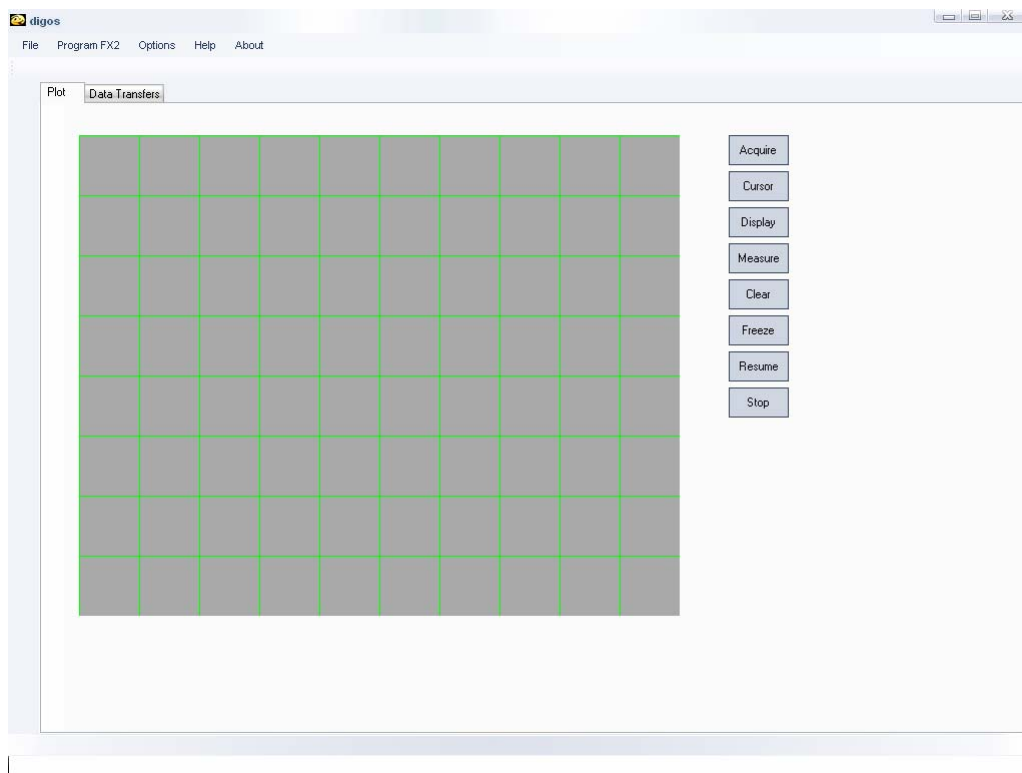 digos
File Program FX2 Options Help About
Plot Data Transfers
Acquire
Cursor
Display
Measure
Clear
Freeze
Resume
Stop